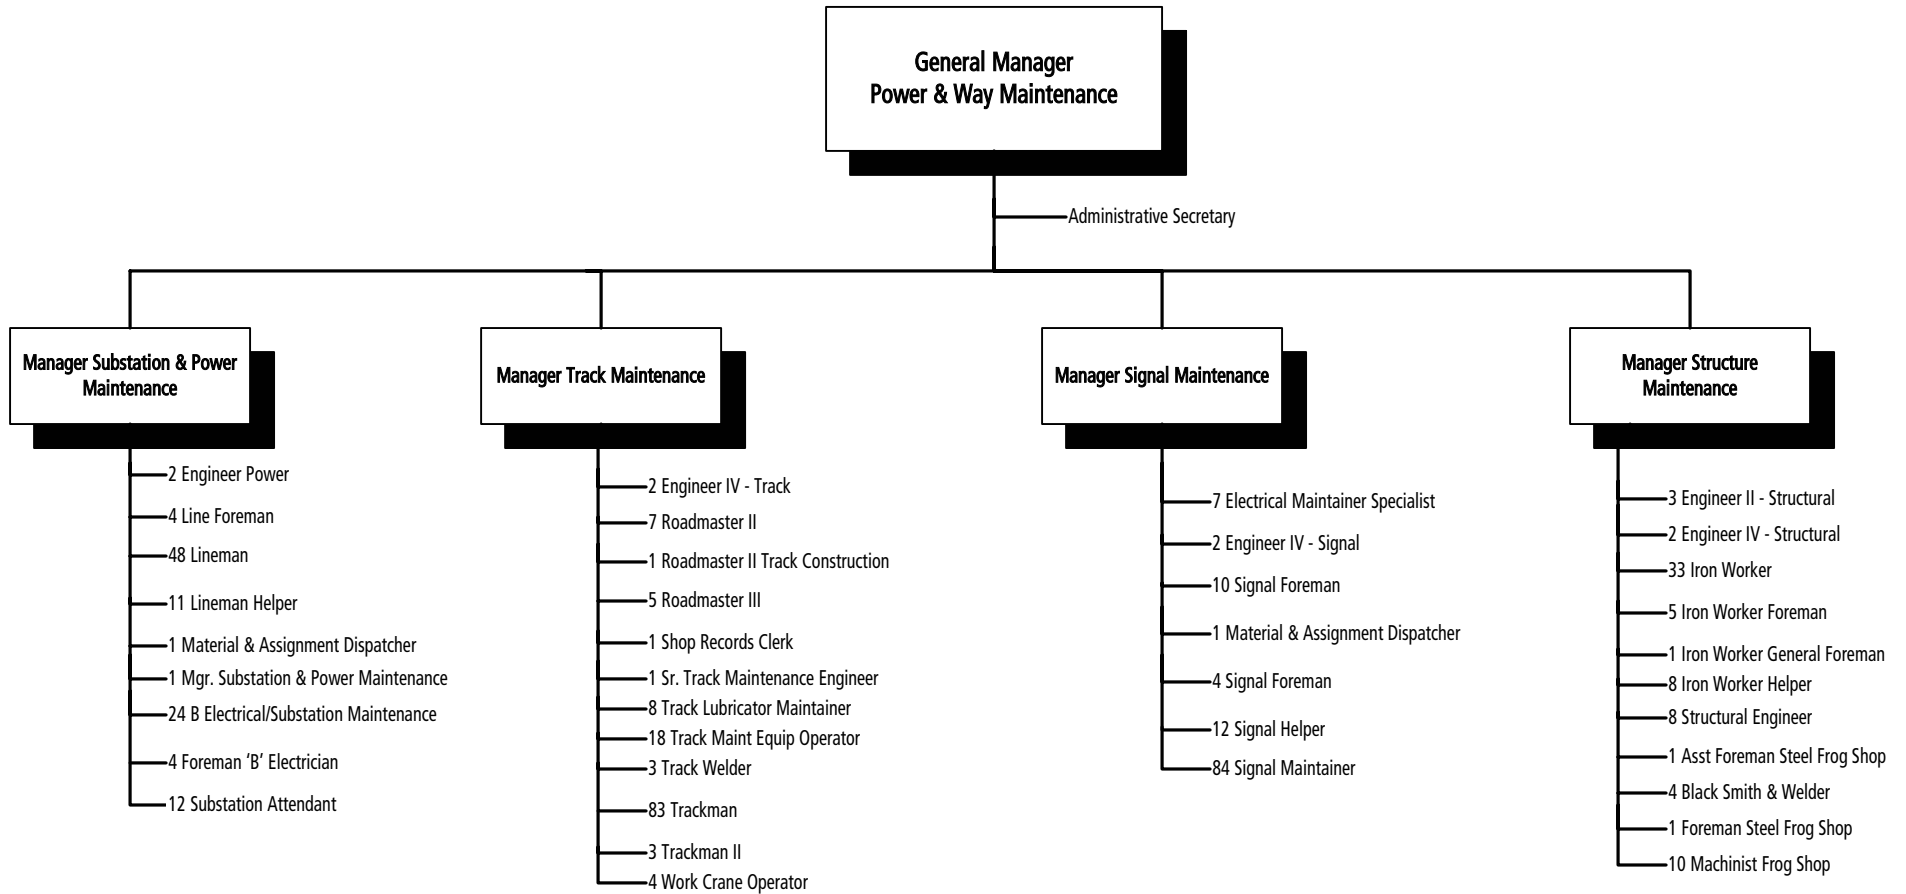 General Manager
Power & Way Maintenance
Administrative Secretary
Manager Substation & Power
Maintenance
2 Engineer Power
4 Line Foreman
48 Lineman
11 Lineman Helper
1 Material & Assignment Dispatcher
1 Mgr. Substation & Power Maintenance
24 B Electrical/Substation Maintenance
4 Foreman ‘B’ Electrician
12 Substation Attendant
Manager Track Maintenance
2 Engineer IV - Track
7 Roadmaster II
1 Roadmaster II Track Construction
5 Roadmaster III
1 Shop Records Clerk
1 Sr. Track Maintenance Engineer
8 Track Lubricator Maintainer
18 Track Maint Equip Operator
3 Track Welder
83 Trackman
3 Trackman II
4 Work Crane Operator
Manager Signal Maintenance
7 Electrical Maintainer Specialist
2 Engineer IV - Signal
10 Signal Foreman
1 Material & Assignment Dispatcher
4 Signal Foreman
12 Signal Helper
84 Signal Maintainer
Manager Structure
Maintenance
3 Engineer II - Structural
2 Engineer IV - Structural
33 Iron Worker
5 Iron Worker Foreman
1 Iron Worker General Foreman
8 Iron Worker Helper
8 Structural Engineer
1 Asst Foreman Steel Frog Shop
4 Black Smith & Welder
1 Foreman Steel Frog Shop
10 Machinist Frog Shop